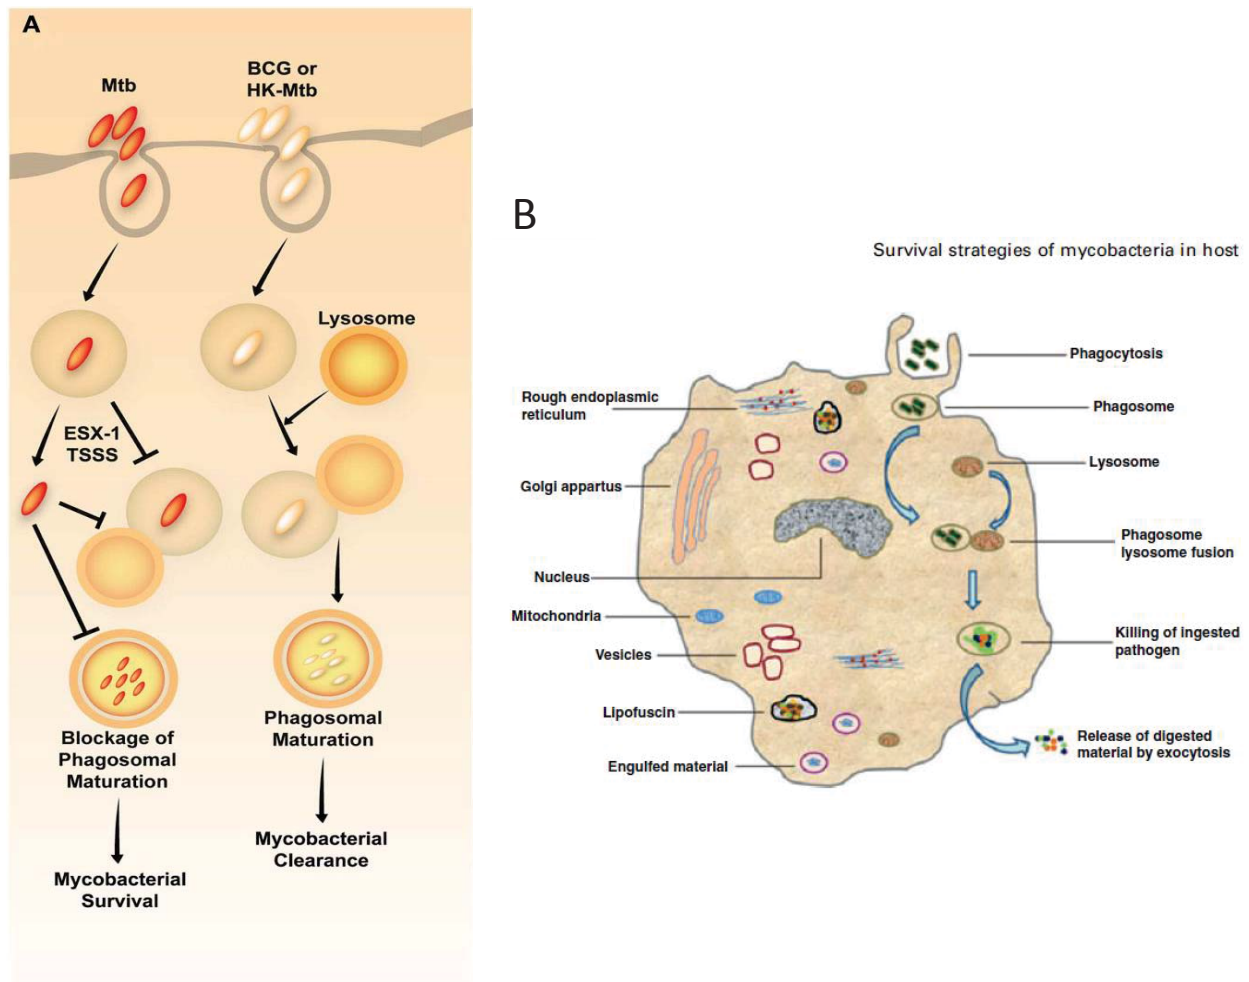 A
Mtb
BCG or
HK-Mtb
Lysosome
ESX-1
TSSS
Blockage of
Phagosomal
Maturation
Phagosomal
Maturation
Mycobacterial
Clearance
Mycobacterial
Survival
B
Survival strategies of mycobacteria in host
Phagocytosis
Rough endoplasmic
reticulum
Phagosome
Lysosome
Golgi appartus
Phagosome
lysosome fusion
Nucleus
Mitochondria
Killing of ingested
pathogen
Vesicles
Lipofuscin
Release of digested
material by exocytosis
Engulfed material